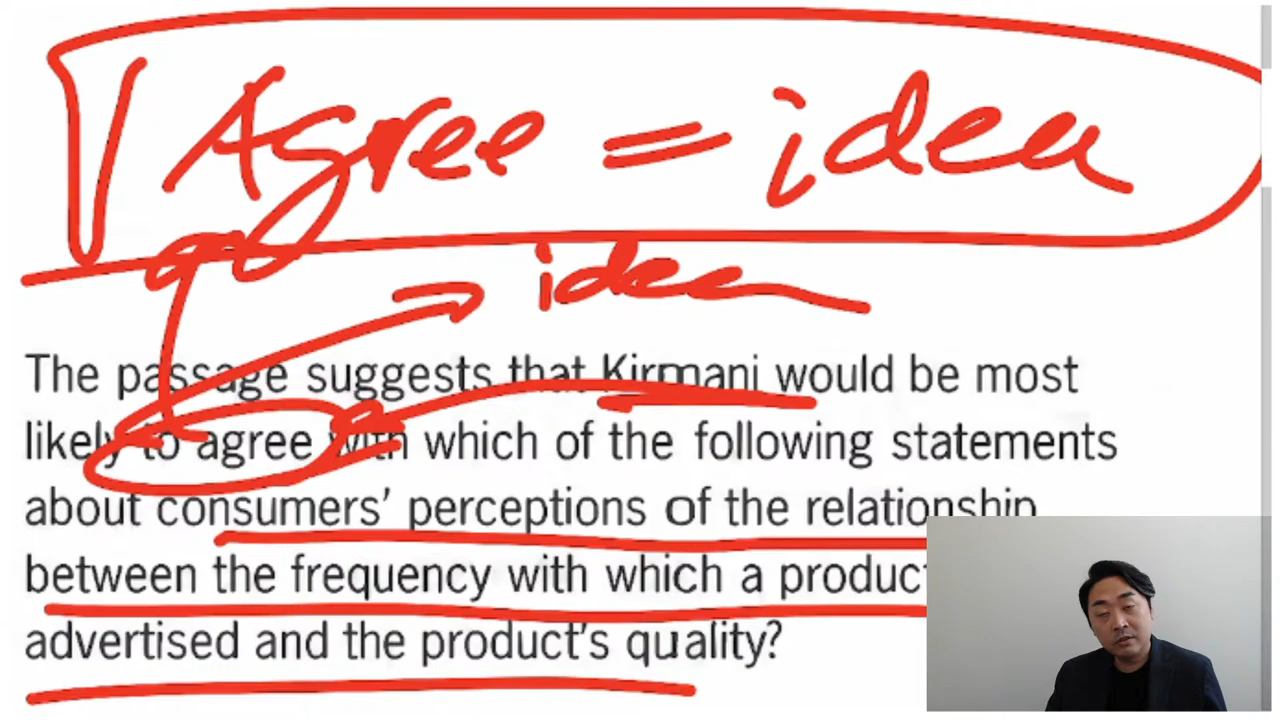 Agree = idea
idea
The passage suggests that Kirmani would be most
likely to agree with which of the following statements
about consumers' perceptions of the relationship
between the frequency with which a product
advertised and the product's quality?